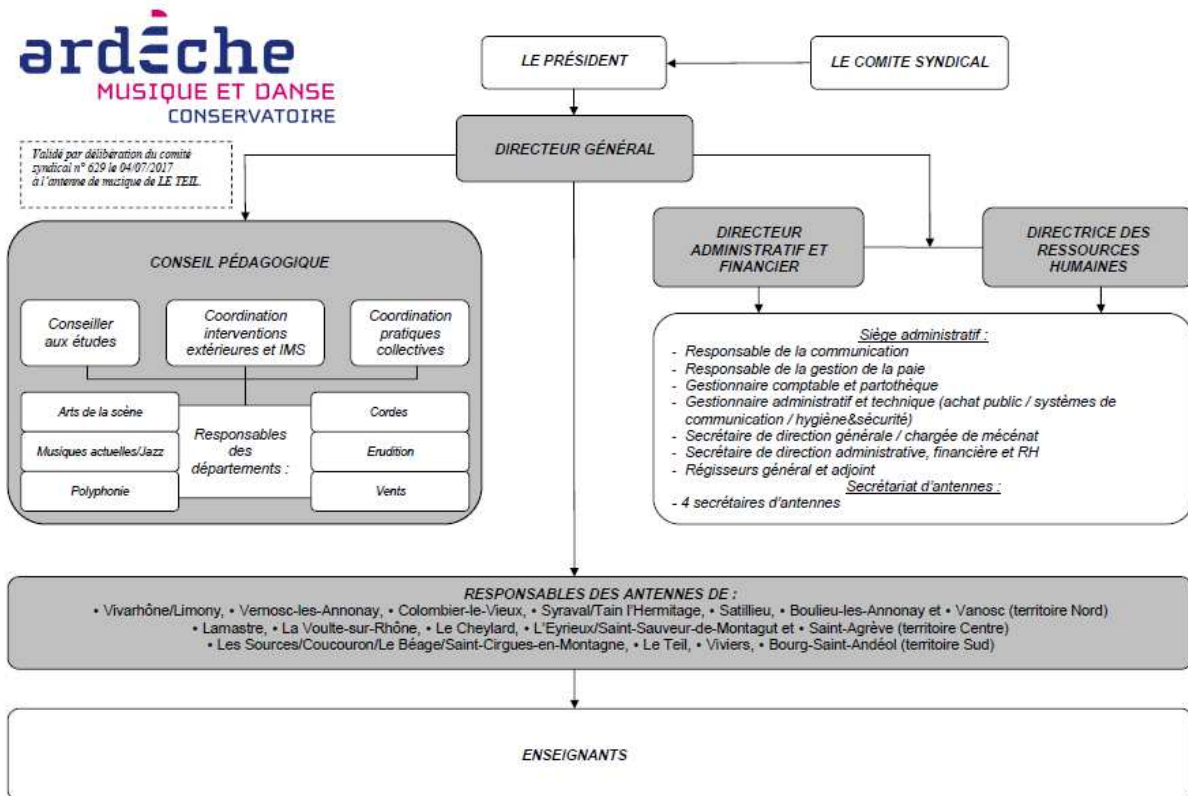 ardèche
MUSIQUE ET DANSE
CONSERVATOIRE
LE PRÉSIDENT
LE COMITE SYNDICAL
DIRECTEUR GÉNÉRAL
Validé par délibération du comité
syndical n° 629 le 04/07/2017
à l'antenne de musique de LE TEIL.
CONSEIL PÉDAGOGIQUE
Conseiller
aux études
Coordination
interventions
extérieures et IMS
Coordination
pratiques
collectives
Arts de la scène
Musiques actuelles/Jazz
Polyphonie
Responsables
des
départements :
Cordes
Erudition
Vents
DIRECTEUR
ADMINISTRATIF ET
FINANCIER
DIRECTRICE DES
RESSOURCES
HUMAINES
Siège administratif :
- Responsable de la communication
- Responsable de la gestion de la paie
- Gestionnaire comptable et partothèque
- Gestionnaire administratif et technique (achat public / systèmes de
communication / hygiène&sécurité)
- Secrétaire de direction générale / chargée de mécénat
- Secrétaire de direction administrative, financière et RH
- Régisseurs général et adjoint
Secrétariat d'antennes :
- 4 secrétaires d'antennes
RESPONSABLES DES ANTENNES DE :
• Vivarhône/Limony, • Vernosc-les-Annonay, • Colombier-le-Vieux, • Syraval/Tain l'Hermitage, • Satillieu, • Boulieu-les-Annonay et • Vanosc (territoire Nord)
• Lamastre, • La Voulte-sur-Rhône, • Le Cheylard, • L'Eyrieux/Saint-Sauveur-de-Montagut et • Saint-Agrève (territoire Centre)
• Les Sources/Coucouron/Le Béage/Saint-Cirgues-en-Montagne, • Le Teil, • Viviers, • Bourg-Saint-Andéol (territoire Sud)
ENSEIGNANTS